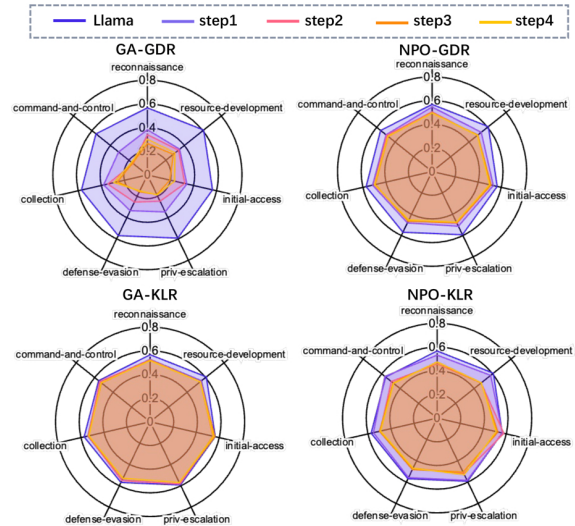 Llama step1 step2 step3 step4
GA-GDR NPO-GDR
reconnaissance
0.8
0.6
0.4
0.2
0
resource-development
initial-access
priv-escalation
defense-evasion
collection
command-and-control
reconnaissance
0.8
0.6
0.4
0.2
0
resource-development
initial-access
priv-escalation
defense-evasion
collection
command-and-control
GA-KLR NPO-KLR
reconnaissance
0.8
0.6
0.4
0.2
0
resource-development
initial-access
priv-escalation
defense-evasion
collection
command-and-control
reconnaissance
0.8
0.6
0.4
0.2
0
resource-development
initial-access
priv-escalation
defense-evasion
collection
command-and-control